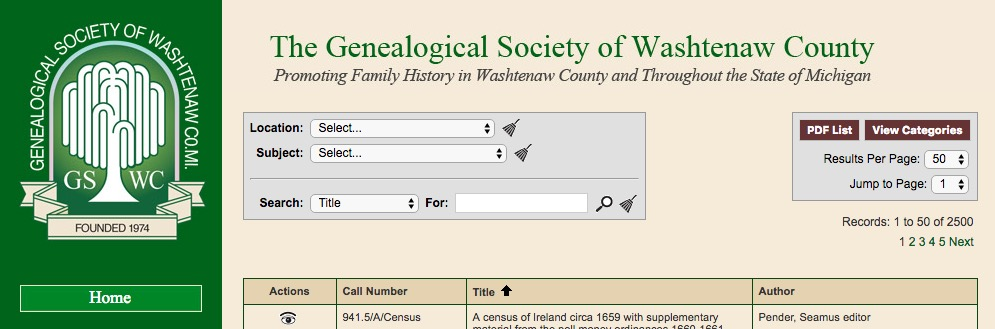 GENEALOGICAL SOCIETY OF WASHTENAW CO.MI.
GS WC
FOUNDED 1974
Home
The Genealogical Society of Washtenaw County
Promoting Family History in Washtenaw County and Throughout the State of Michigan
Location: Select...
Subject: Select...
Search: Title For:
PDF List View Categories
Results Per Page: 50
Jump to Page: 1
Records: 1 to 50 of 2500
1 2 3 4 5 Next
Actions Call Number Title Author
941.5/A/Census A census of Ireland circa 1659 with supplementary Pender, Seamus editor
material from the poll money ordinances 1660-1661